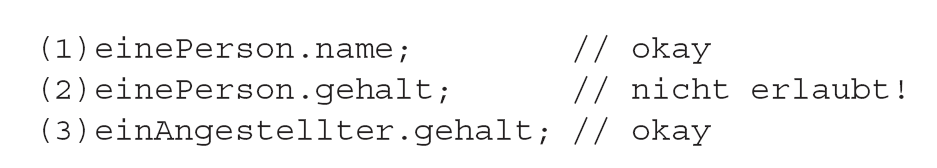 (1)einePerson.name;        // okay
(2)einePerson.gehalt;      // nicht erlaubt!
(3)einAngestellter.gehalt; // okay